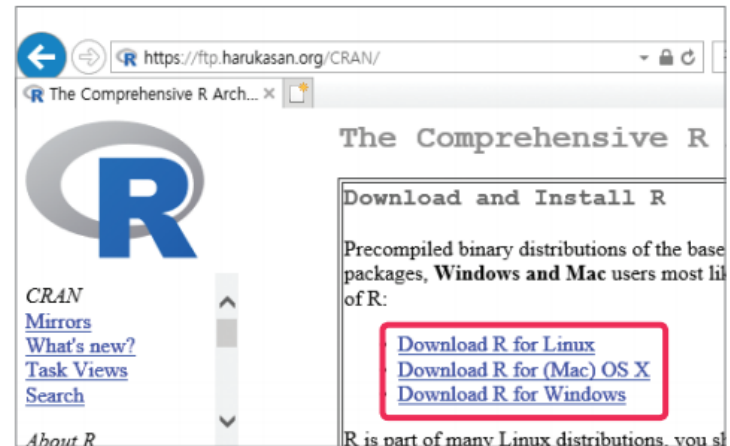 https://ftp.harukasan.org/CRAN/
The Comprehensive R Arch...
The Comprehensive R
R
Download and Install R
Precompiled binary distributions of the base
packages, Windows and Mac users most
of R:
CRAN
Mirrors
What's new?
Task Views
Search
About R
Download R for Linux
Download R for (Mac) OS X
Download R for Windows
R is part of many Linux distributions, you